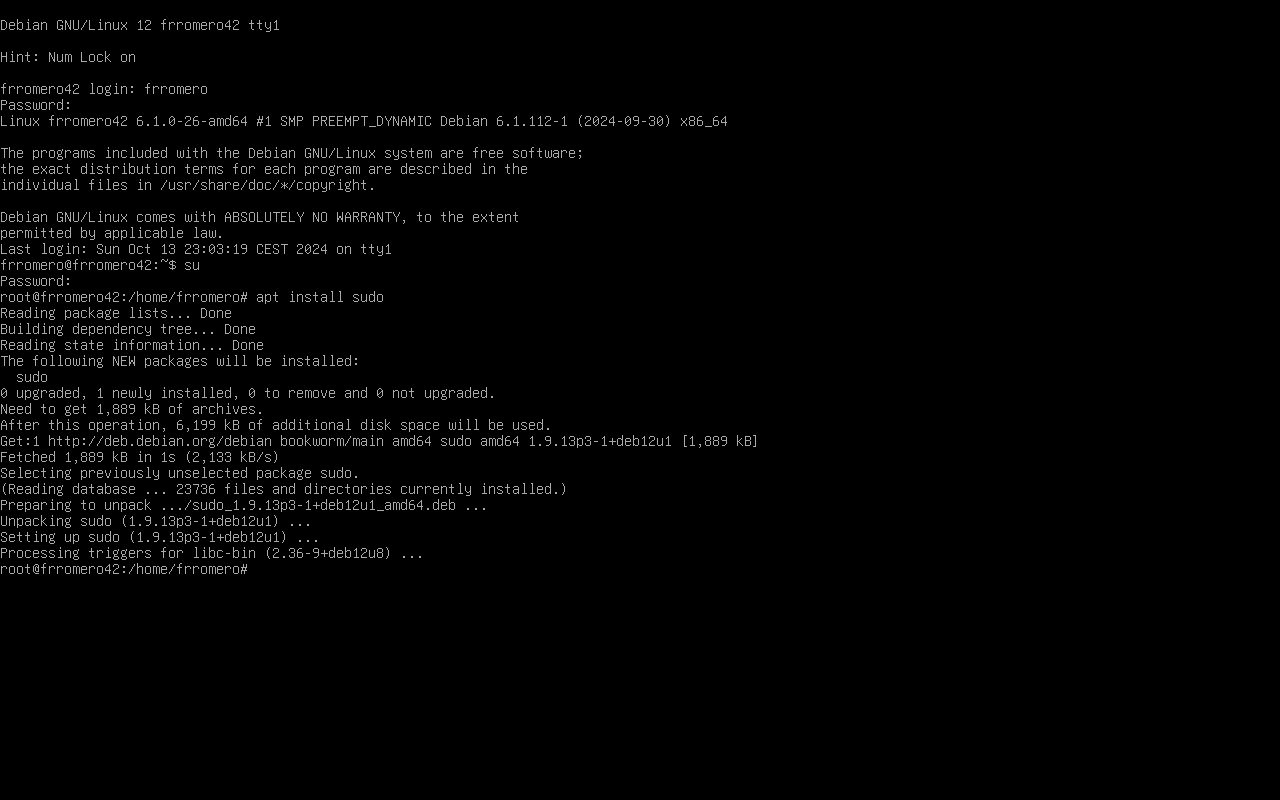 Debian GNU/Linux 12 frromero42 tty1
Hint: Num Lock on
frromero42 login: frromero
Password:
Linux frromero42 6.1.0-26-amd64 #1 SMP PREEMPT_DYNAMIC Debian 6.1.112-1 (2024-09-30) x86_64
The programs included with the Debian GNU/Linux system are free software;
the exact distribution terms for each program are described in the
individual files in /usr/share/doc/*/copyright.
Debian GNU/Linux comes with ABSOLUTELY NO WARRANTY, to the extent
permitted by applicable law.
Last login: Sun Oct 13 23:03:19 CEST 2024 on tty1
frromero@frromero42:~$ su
Password:
root@frromero42:/home/frromero# apt install sudo
Reading package lists... Done
Building dependency tree... Done
Reading state information... Done
The following NEW packages will be installed:
  sudo
0 upgraded, 1 newly installed, 0 to remove and 0 not upgraded.
Need to get 1,889 kB of archives.
After this operation, 6,199 kB of additional disk space will be used.
Get:1 http://deb.debian.org/debian bookworm/main amd64 sudo amd64 1.9.13p3-1+deb12u1 [1,889 kB]
Fetched 1,889 kB in 1s (2,133 kB/s)
Selecting previously unselected package sudo.
(Reading database ... 23736 files and directories currently installed.)
Preparing to unpack .../sudo_1.9.13p3-1+deb12u1_amd64.deb ...
Unpacking sudo (1.9.13p3-1+deb12u1) ...
Setting up sudo (1.9.13p3-1+deb12u1) ...
Processing triggers for libc-bin (2.36-9+deb12u8) ...
root@frromero42:/home/frromero#